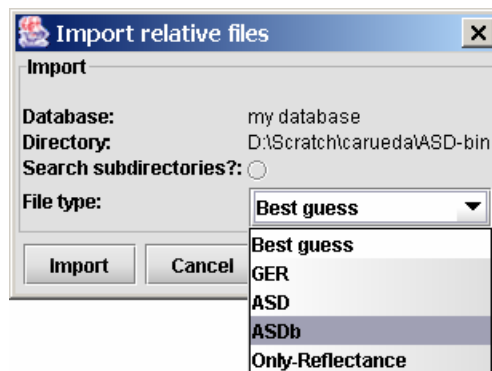 Import relative files
Import
Database: my database
Directory: D:\Scratch\carueda\ASD-bin
Search subdirectories?:
File type: Best guess
Best guess
Import Cancel GER
ASD
ASDb
Only-Reflectance